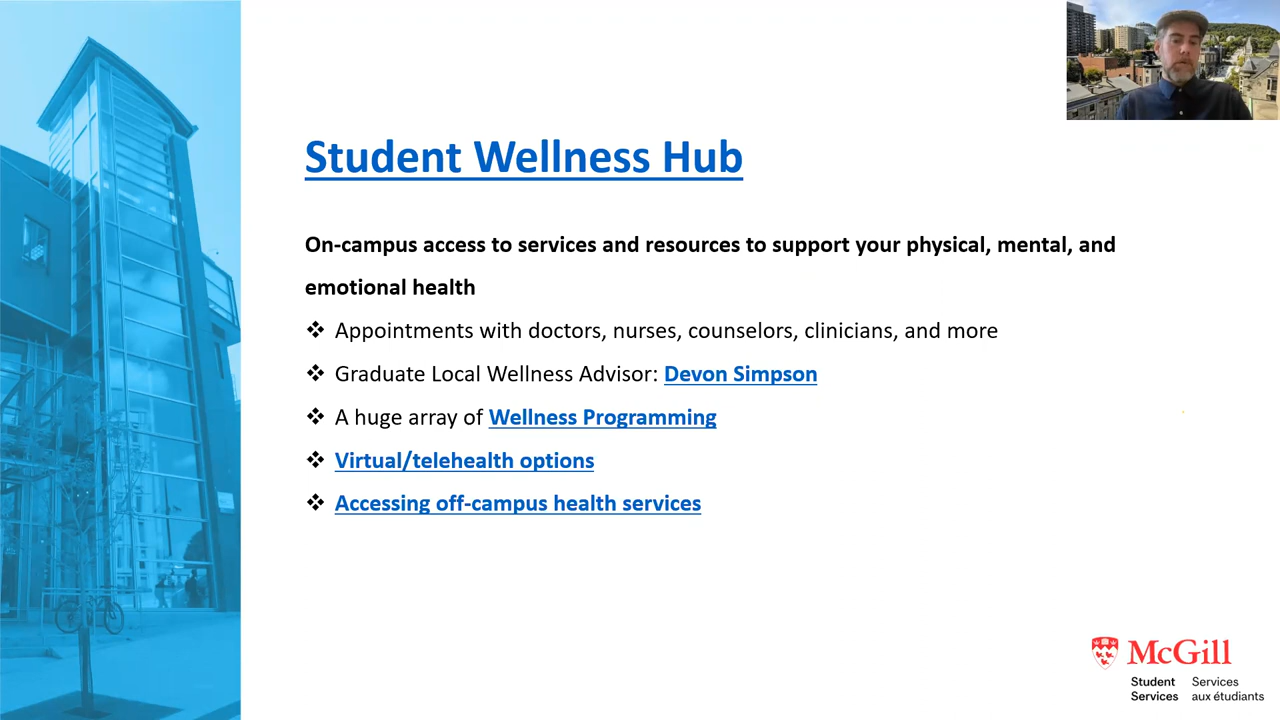 Student Wellness Hub
On-campus access to services and resources to support your physical, mental, and
emotional health
❖ Appointments with doctors, nurses, counselors, clinicians, and more
❖ Graduate Local Wellness Advisor: Devon Simpson
❖ A huge array of Wellness Programming
❖ Virtual/telehealth options
❖ Accessing off-campus health services
McGill
Student Services
Services aux étudiants